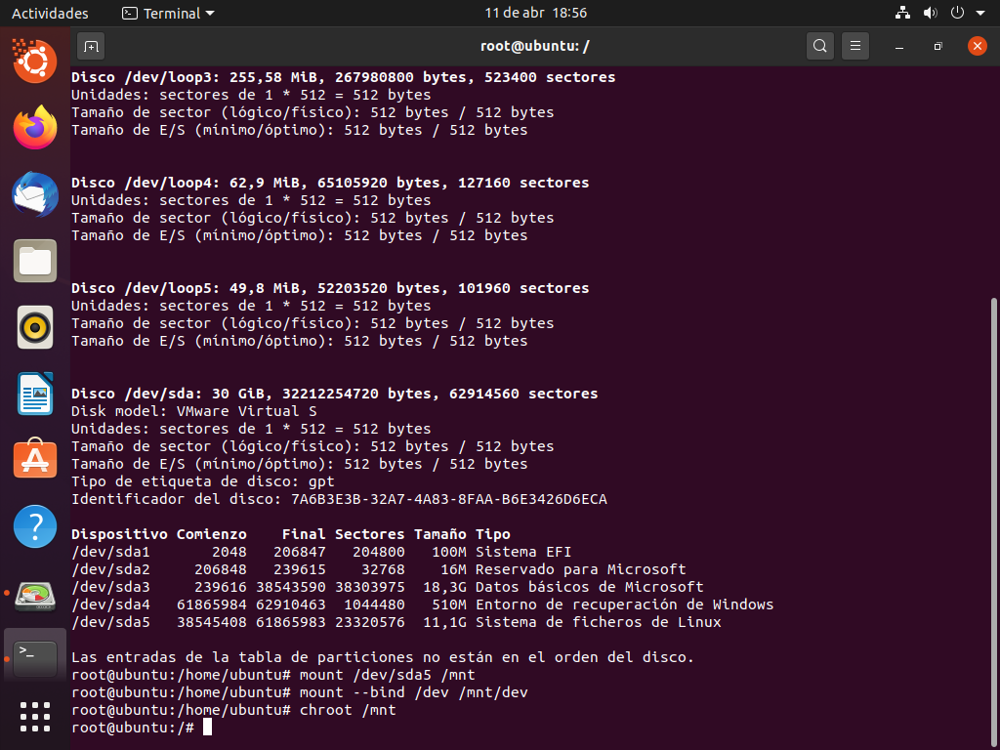 Actividades Terminal 11 de abr 18:56
root@ubuntu: /
Disco /dev/loop3: 255,58 MiB, 267980800 bytes, 523400 sectores
Unidades: sectores de 1 * 512 = 512 bytes
Tamaño de sector (lógico/físico): 512 bytes / 512 bytes
Tamaño de E/S (mínimo/óptimo): 512 bytes / 512 bytes
Disco /dev/loop4: 62,9 MiB, 65105920 bytes, 127160 sectores
Unidades: sectores de 1 * 512 = 512 bytes
Tamaño de sector (lógico/físico): 512 bytes / 512 bytes
Tamaño de E/S (mínimo/óptimo): 512 bytes / 512 bytes
Disco /dev/loop5: 49,8 MiB, 52203520 bytes, 101960 sectores
Unidades: sectores de 1 * 512 = 512 bytes
Tamaño de sector (lógico/físico): 512 bytes / 512 bytes
Tamaño de E/S (mínimo/óptimo): 512 bytes / 512 bytes
Disco /dev/sda: 30 GiB, 32212254720 bytes, 62914560 sectores
Disk model: VMware Virtual S
Unidades: sectores de 1 * 512 = 512 bytes
Tamaño de sector (lógico/físico): 512 bytes / 512 bytes
Tamaño de E/S (mínimo/óptimo): 512 bytes / 512 bytes
Tipo de etiqueta de disco: gpt
Identificador del disco: 7A6B3E3B-32A7-4A83-8FAA-B6E3426D6ECA
Dispositivo Comienzo Final Sectores Tamaño Tipo
/dev/sda1 2048 206847 204800 100M Sistema EFI
/dev/sda2 206848 239615 32768 16M Reservado para Microsoft
/dev/sda3 239616 38543590 38303975 18,3G Datos básicos de Microsoft
/dev/sda4 61865984 62910463 1044480 510M Entorno de recuperación de Windows
/dev/sda5 38545408 61865983 23320576 11,1G Sistema de ficheros de Linux
Las entradas de la tabla de particiones no están en el orden del disco.
root@ubuntu:/home/ubuntu# mount /dev/sda5 /mnt
root@ubuntu:/home/ubuntu# mount --bind /dev /mnt/dev
root@ubuntu:/home/ubuntu# chroot /mnt
root@ubuntu:/#